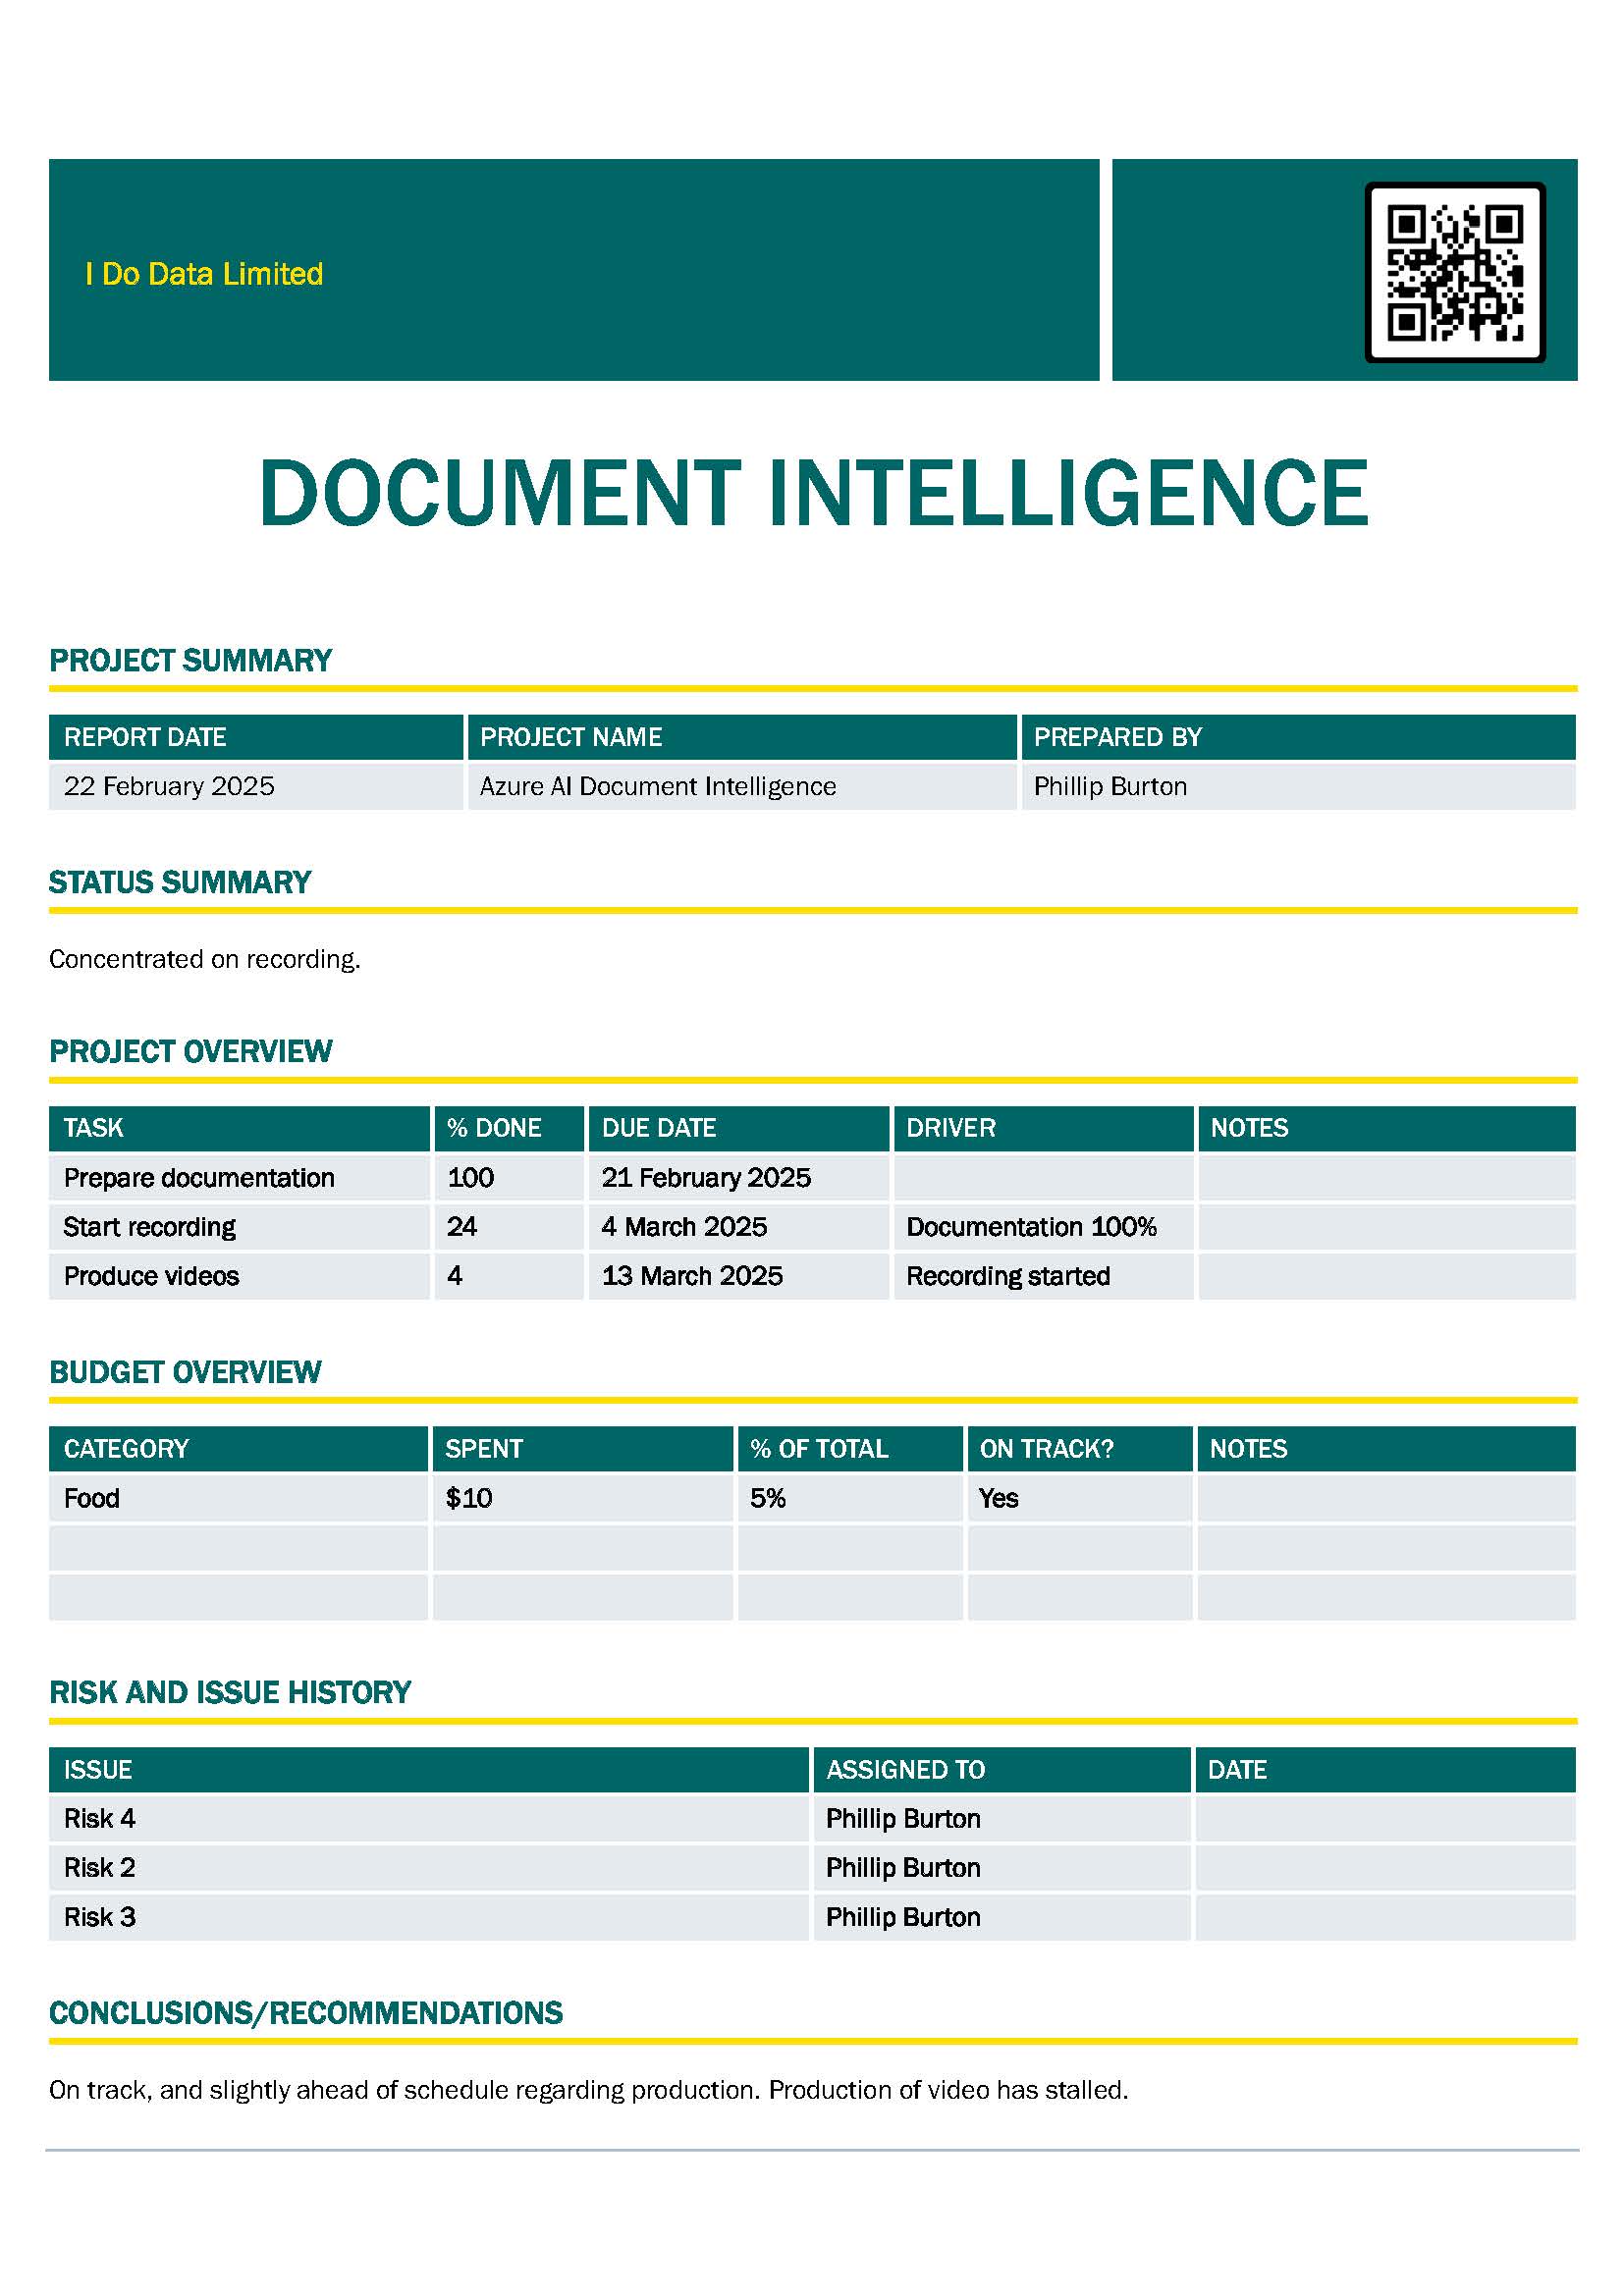 I Do Data Limited
DOCUMENT INTELLIGENCE
PROJECT SUMMARY
REPORT DATE PROJECT NAME PREPARED BY
22 February 2025 Azure AI Document Intelligence Phillip Burton
STATUS SUMMARY
Concentrated on recording.
PROJECT OVERVIEW
TASK % DONE DUE DATE DRIVER NOTES
Prepare documentation 100 21 February 2025
Start recording 24 4 March 2025 Documentation 100%
Produce videos 4 13 March 2025 Recording started
BUDGET OVERVIEW
CATEGORY SPENT % OF TOTAL ON TRACK? NOTES
Food $10 5% Yes
RISK AND ISSUE HISTORY
ISSUE ASSIGNED TO DATE
Risk 4 Phillip Burton
Risk 2 Phillip Burton
Risk 3 Phillip Burton
CONCLUSIONS/RECOMMENDATIONS
On track, and slightly ahead of schedule regarding production. Production of video has stalled.